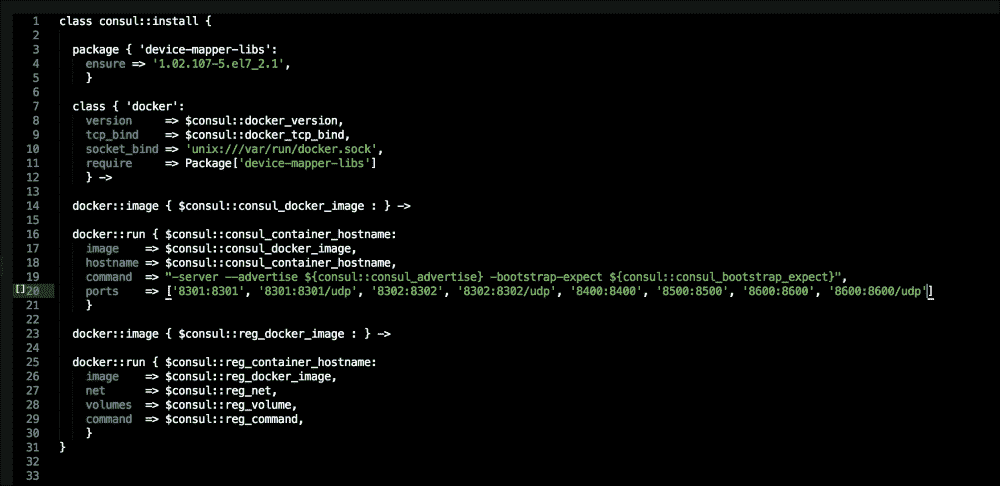 1 class consul::install {
2
3 package { 'device-mapper-libs':
4 ensure => '1.02.107-5.el7_2.1',
5 }
6
7 class { 'docker':
8 version => $consul::docker_version,
9 tcp_bind => $consul::docker_tcp_bind,
10 socket_bind => 'unix:///var/run/docker.sock',
11 require => Package['device-mapper-libs']
12 } ->
13
14 docker::image { $consul::consul_docker_image : } ->
15
16 docker::run { $consul::consul_container_hostname:
17 image => $consul::consul_docker_image,
18 hostname => $consul::consul_container_hostname,
19 command => "-server --advertise ${consul::consul_advertise} -bootstrap-expect ${consul::consul_bootstrap_expect}",
[] 20 ports => ['8301:8301', '8301:8301/udp', '8302:8302', '8302:8302/udp', '8400:8400', '8500:8500', '8600:8600', '8600:8600/udp']
21 }
22
23 docker::image { $consul::reg_docker_image : } ->
24
25 docker::run { $consul::reg_container_hostname:
26 image => $consul::reg_docker_image,
27 net => $consul::reg_net,
28 volumes => $consul::reg_volume,
29 command => $consul::reg_command,
30 }
31 }
32
33